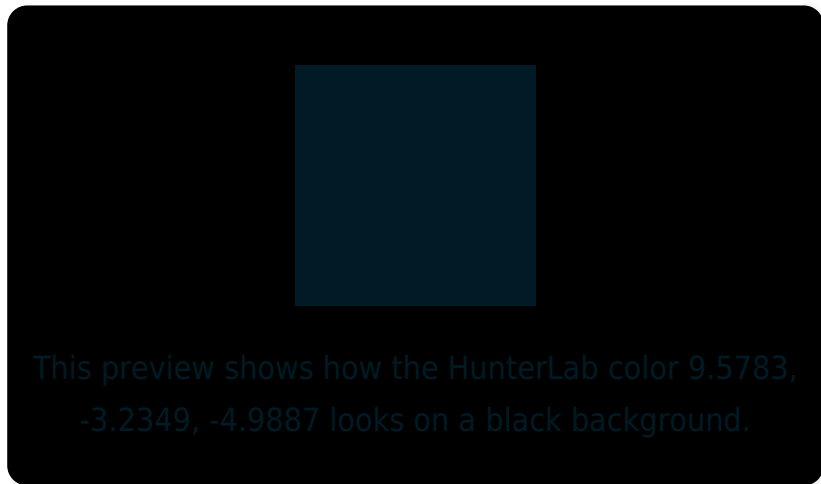 This preview shows how the HunterLab color 9.5783,
-3.2349, -4.9887 looks on a black background.